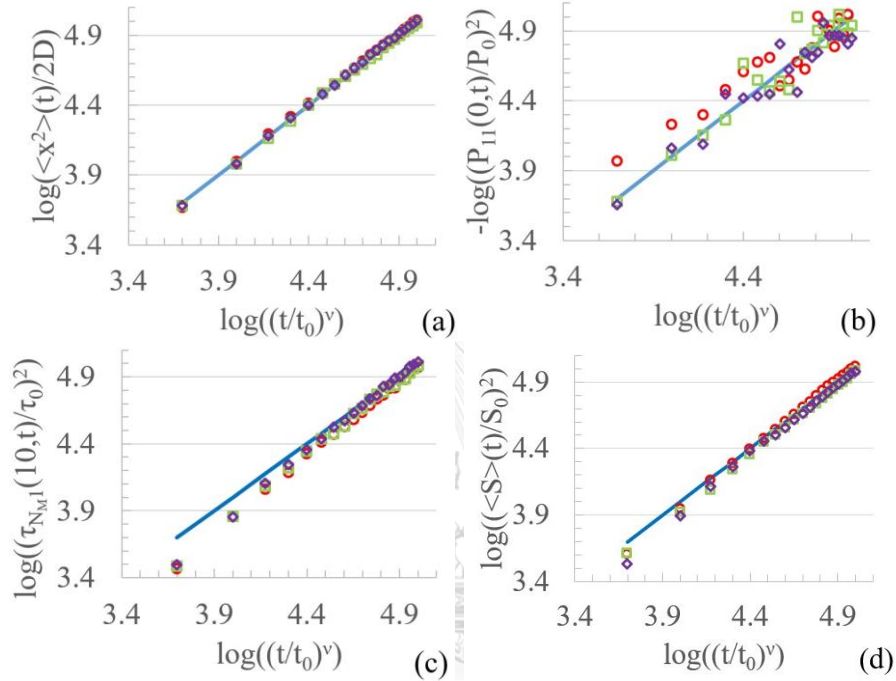 log(<x²>(t)/2D)
4.9
4.4
3.9
3.4
3.4 3.9 4.4 4.9
log((t/t₀)ᵛ)
(a)
-log((P₁₁(0,t)/P₀)²)
4.9
4.4
3.9
3.4
3.4 4.4
log((t/t₀)ᵛ)
(b)
log((τ_{N_M1}(10,t)/τ₀)²)
4.9
4.4
3.9
3.4
3.4 3.9 4.4 4.9
log((t/t₀)ᵛ)
(c)
log((<S>(t)/S₀)²)
4.9
4.4
3.9
3.4
3.4 3.9 4.4 4.9
log((t/t₀)ᵛ)
(d)